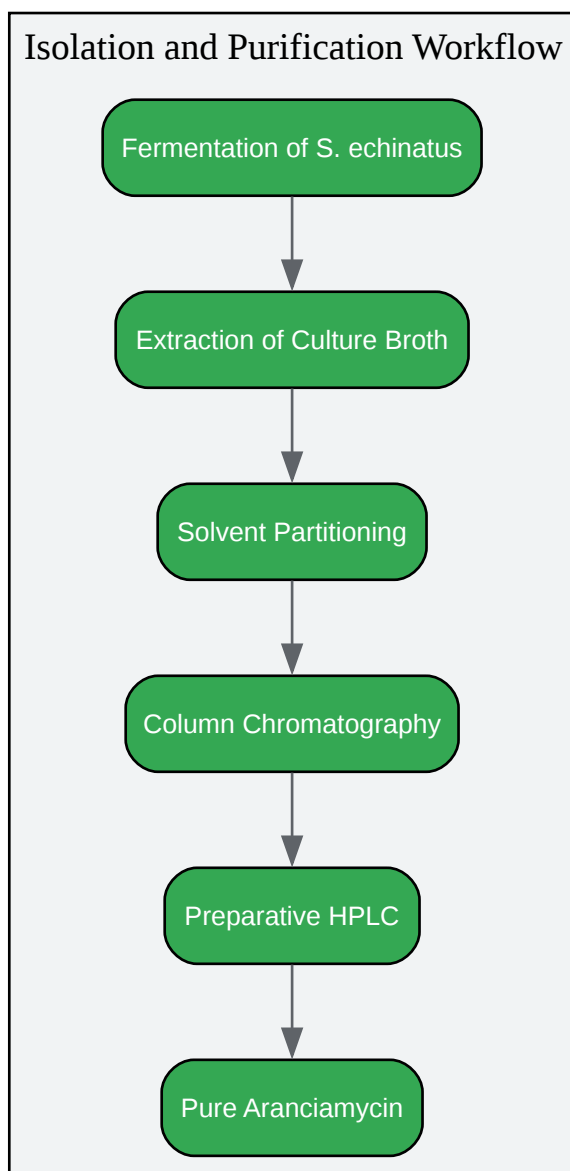 Isolation and Purification Workflow
Fermentation of S. echinatus
Extraction of Culture Broth
Solvent Partitioning
Column Chromatography
Preparative HPLC
Pure Aranciamycin